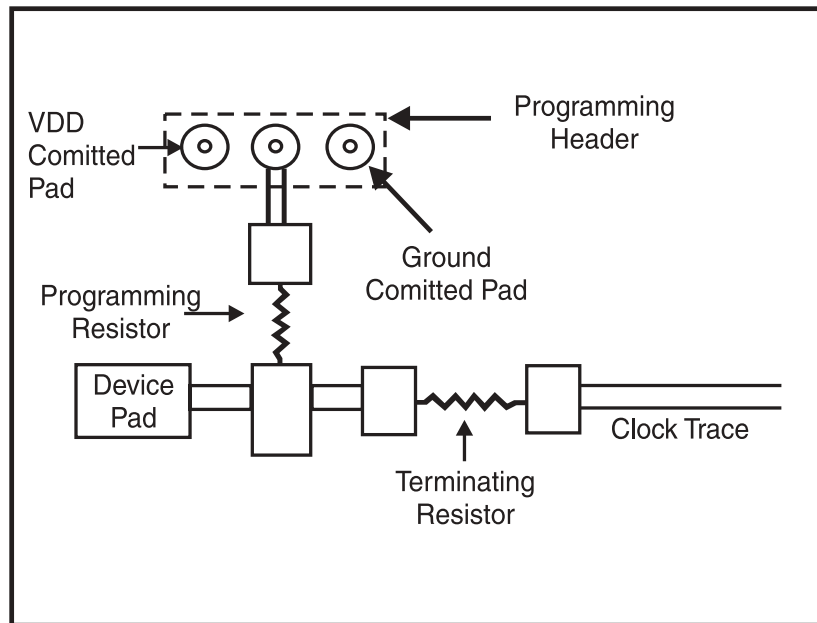 VDD
Comitted
Pad
Programming
Header
Ground
Comitted Pad
Programming
Resistor
Device
Pad
Clock Trace
Terminating
Resistor